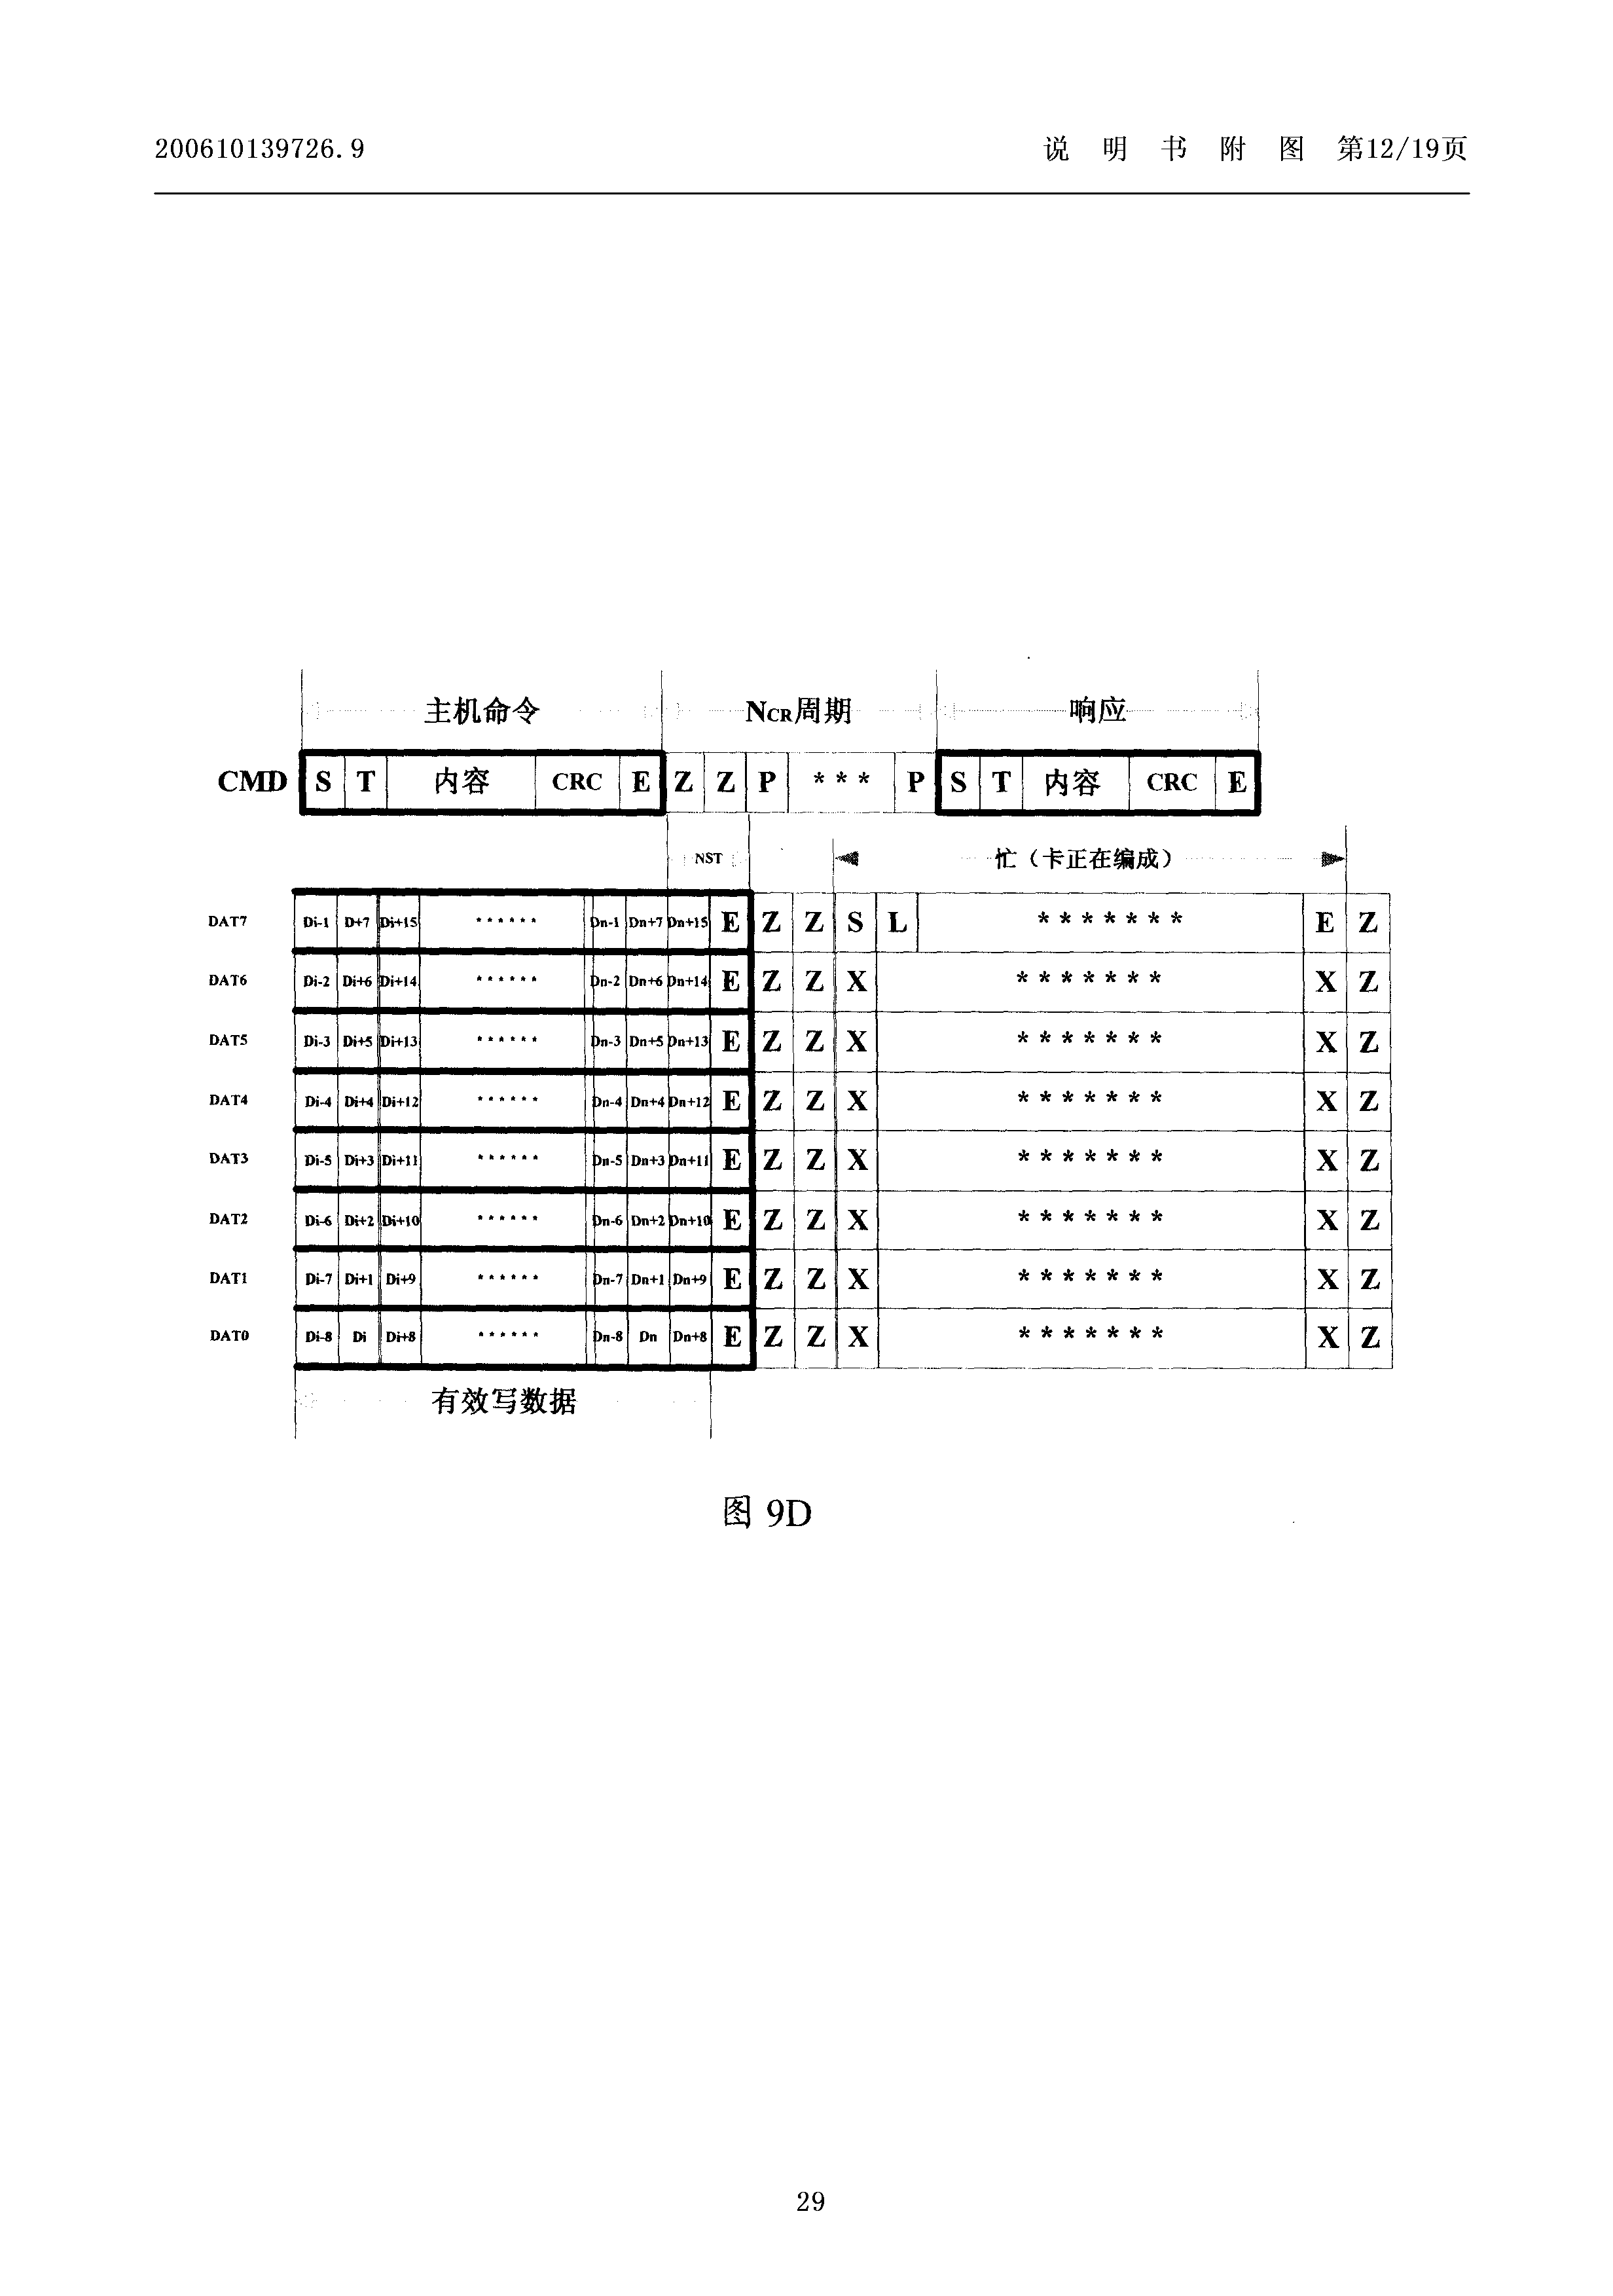 200610139726.9 说 明 书 附 图 第12/19页
主机命令 NCR周期 响应
CMD S T 内容 CRC E Z Z P *** P S T 内容 CRC E
NST 忙（卡正在编成）
DAT7 Di-1 D+7 Di+15 ****** Dn-1 Dn+7 Dn+15 E Z Z S L ******* E Z
DAT6 Di-2 Di+6 Di+14 ****** Dn-2 Dn+6 Dn+14 E Z Z X ******* X Z
DAT5 Di-3 Di+5 Di+13 ****** Dn-3 Dn+5 Dn+13 E Z Z X ******* X Z
DAT4 Di-4 Di+4 Di+12 ****** Dn-4 Dn+4 Dn+12 E Z Z X ******* X Z
DAT3 Di-5 Di+3 Di+11 ****** Dn-5 Dn+3 Dn+11 E Z Z X ******* X Z
DAT2 Di-6 Di+2 Di+10 ****** Dn-6 Dn+2 Dn+10 E Z Z X ******* X Z
DAT1 Di-7 Di+1 Di+9 ****** Dn-7 Dn+1 Dn+9 E Z Z X ******* X Z
DAT0 Di-8 Di Di+8 ****** Dn-8 Dn Dn+8 E Z Z X ******* X Z
有效写数据
图 9D
29